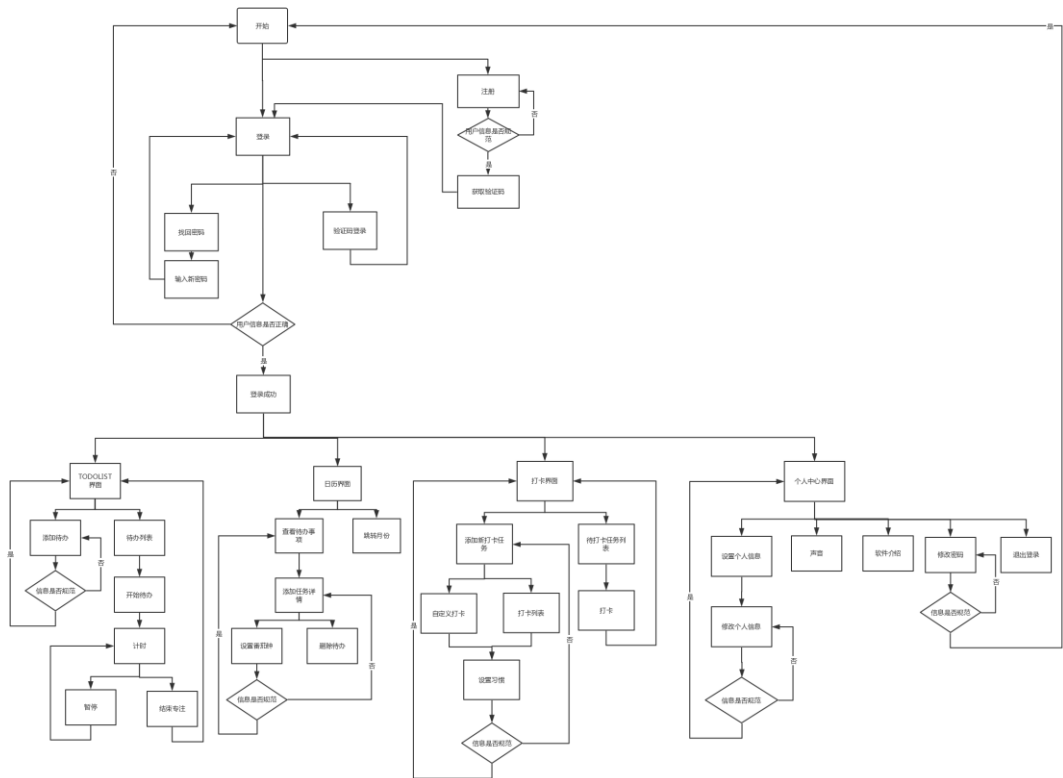 开始
是
注册
否
用户信息是否规
范
是
获取验证码
登录
否
找回密码
验证码登录
输入新密码
用户信息是否正确
是
登录成功
TODOLIST
界面
日历界面
打卡界面
个人中心界面
添加待办
待办列表
查看待办事
项
跳转月份
添加新打卡任
务
待打卡任务列
表
设置个人信息
声音
软件介绍
修改密码
退出登录
是
否
信息是否规范
开始待办
添加任务详
情
自定义打卡
打卡列表
打卡
是
否
信息是否规范
计时
设置番茄钟
删除待办
是
否
修改个人信息
暂停
结束专注
信息是否规范
否
设置习惯
是
否
信息是否规范
信息是否规范